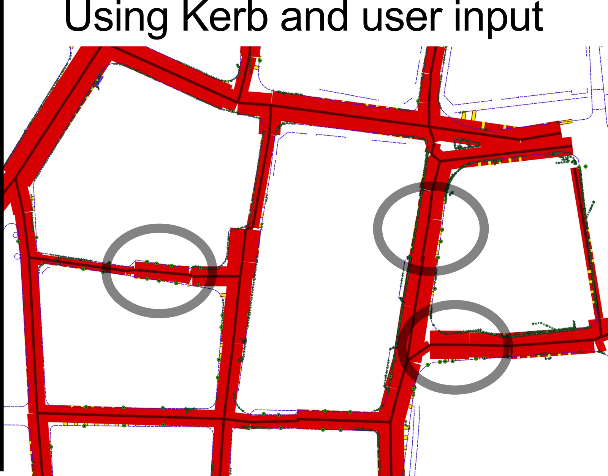 Using Kerb and user input